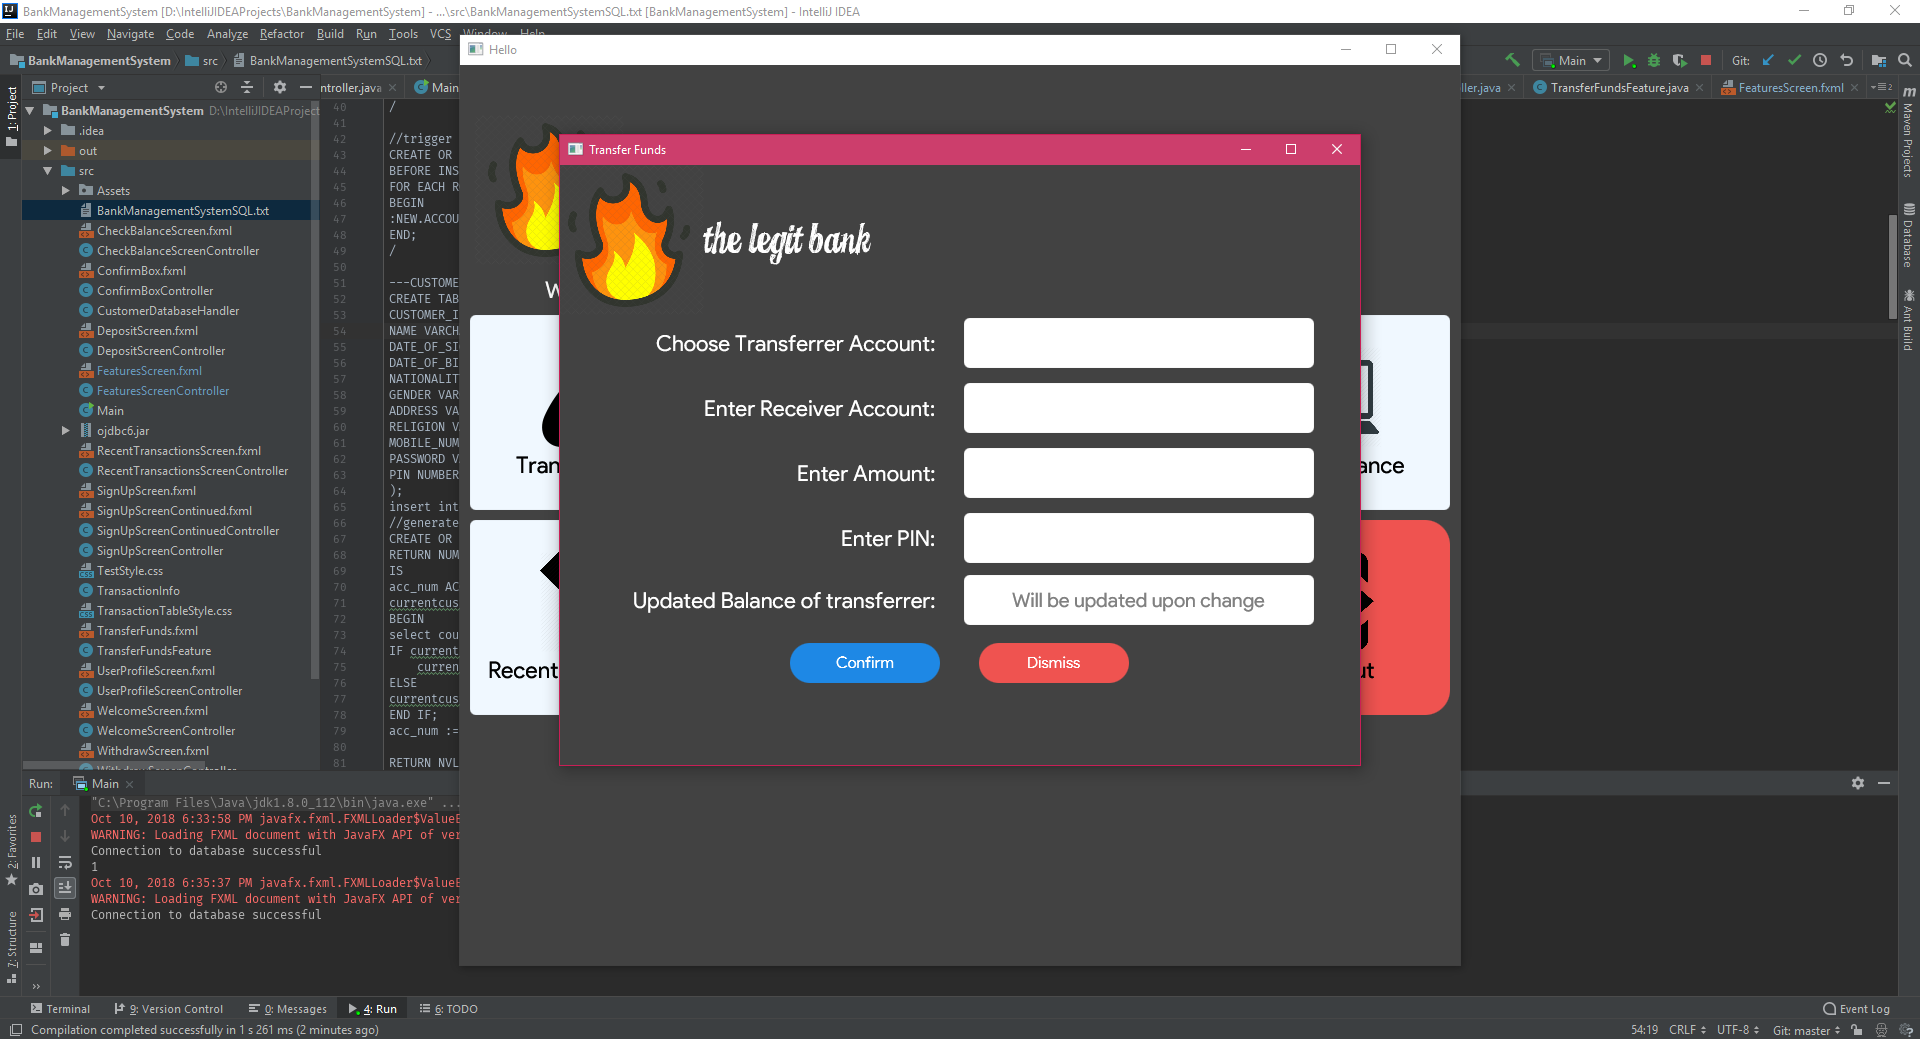 BankManagementSystem [D:\IntelliJIDEAProjects\BankManagementSystem] - ...\src\BankManagementSystemSQL.txt [BankManagementSystem] - IntelliJ IDEA
File Edit View Navigate Code Analyze Refactor Build Run Tools VCS Window Help
BankManagementSystem src BankManagementSystemSQL.txt
Main
Git:
Project
ntroller.java
Main
ller.java
TransferFundsFeature.java
FeaturesScreen.fxml
BankManagementSystem D:\IntelliJIDEAProject
.idea
out
src
Assets
BankManagementSystemSQL.txt
CheckBalanceScreen.fxml
CheckBalanceScreenController
ConfirmBox.fxml
ConfirmBoxController
CustomerDatabaseHandler
DepositScreen.fxml
DepositScreenController
FeaturesScreen.fxml
FeaturesScreenController
Main
ojdbc6.jar
RecentTransactionsScreen.fxml
RecentTransactionsScreenController
SignUpScreen.fxml
SignUpScreenContinued.fxml
SignUpScreenContinuedController
SignUpScreenController
TestStyle.css
TransactionInfo
TransactionTableStyle.css
TransferFunds.fxml
TransferFundsFeature
UserProfileScreen.fxml
UserProfileScreenController
WelcomeScreen.fxml
WelcomeScreenController
WithdrawScreen.fxml
40 /
41
42 //trigger
43 CREATE OR
44 BEFORE INS
45 FOR EACH R
46 BEGIN
47 :NEW.ACCOU
48 END;
49 /
50
51 ---CUSTOME
52 CREATE TAB
53 CUSTOMER_I
54 NAME VARCH
55 DATE_OF_SI
56 DATE_OF_BI
57 NATIONALIT
58 GENDER VAR
59 ADDRESS VA
60 RELIGION V
61 MOBILE_NUM
62 PASSWORD V
63 PIN NUMBER
64 );
65 insert int
66 //generate
67 CREATE OR
68 RETURN NUM
69 IS
70 acc_num AC
71 currentcus
72 BEGIN
73 select cou
74 IF current
75 curren
76 ELSE
77 currentcus
78 END IF;
79 acc_num :=
80
81 RETURN NVL
Hello
W
Tran
ance
Recent
ut
Transfer Funds
the legit bank
Choose Transferrer Account:
Enter Receiver Account:
Enter Amount:
Enter PIN:
Updated Balance of transferrer:
Will be updated upon change
Confirm
Dismiss
1: Project
2: Favorites
7: Structure
Maven Projects
Database
Ant Build
Run: Main
"C:\Program Files\Java\jdk1.8.0_112\bin\java.exe" ...
Oct 10, 2018 6:33:58 PM javafx.fxml.FXMLLoader$ValueE
WARNING: Loading FXML document with JavaFX API of ver
Connection to database successful
1
Oct 10, 2018 6:35:37 PM javafx.fxml.FXMLLoader$ValueE
WARNING: Loading FXML document with JavaFX API of ver
Connection to database successful
Terminal 9: Version Control 0: Messages 4: Run 6: TODO
Event Log
Compilation completed successfully in 1 s 261 ms (2 minutes ago)
54:19 CRLF UTF-8 Git: master